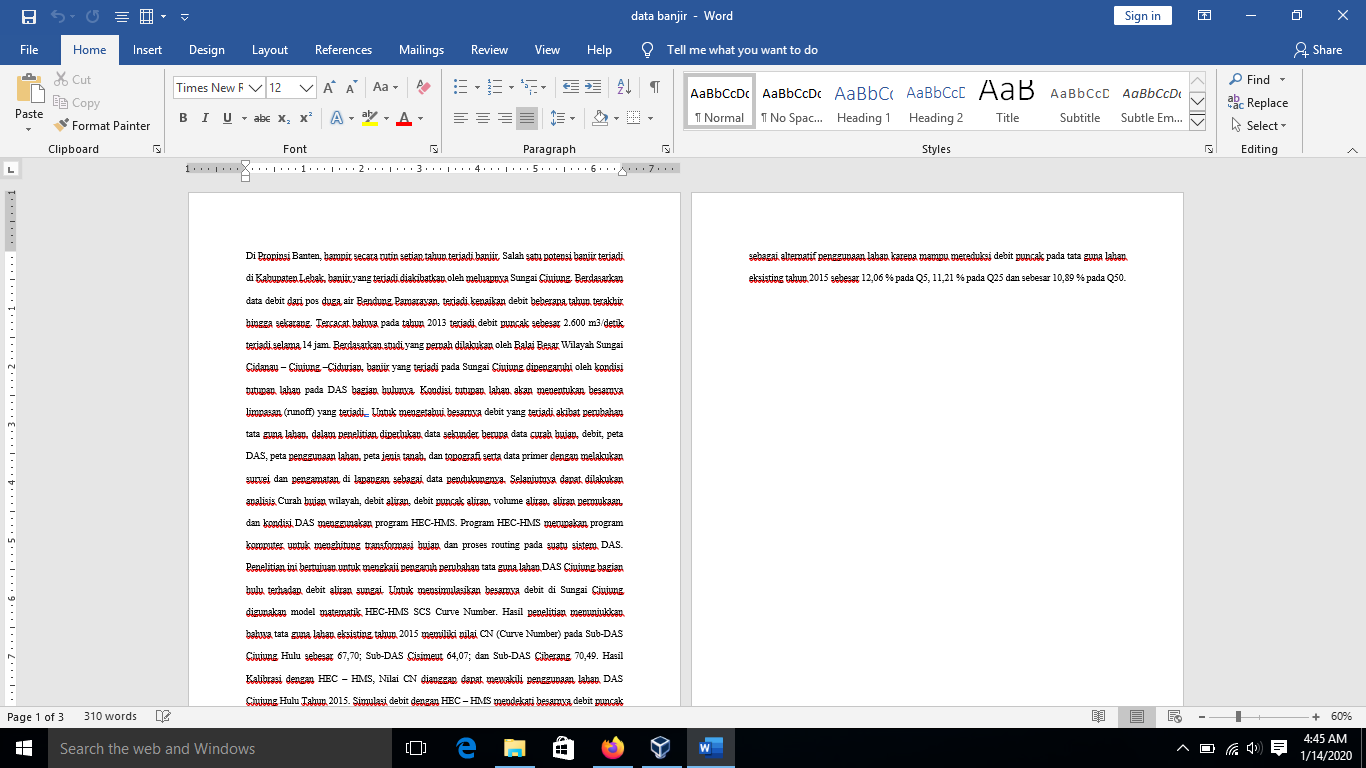 data banjir - Word
Sign in
File Home Insert Design Layout References Mailings Review View Help Tell me what you want to do Share
Paste
Cut
Copy
Format Painter
Clipboard
Times New R 12
Font
Paragraph
AaBbCcDc AaBbCcDc AaBbCc AaBbCcD AaB AaBbCcD AaBbCcDc
¶ Normal ¶ No Spac... Heading 1 Heading 2 Title Subtitle Subtle Em...
Styles
Find
Replace
Select
Editing
1 1 2 3 4 5 6 7
Di Propinsi Banten, hampir secara rutin setiap tahun terjadi banjir. Salah satu potensi banjir terjadi
di Kabupaten Lebak, banjir yang terjadi diakibatkan oleh meluapnya Sungai Ciujung. Berdasarkan
data debit dari pos duga air Bendung Pamarayan, terjadi kenaikan debit beberapa tahun terakhir
hingga sekarang. Tercacat bahwa pada tahun 2013 terjadi debit puncak sebesar 2.600 m3/detik
terjadi selama 14 jam. Berdasarkan studi yang pernah dilakukan oleh Balai Besar Wilayah Sungai
Cidanau – Ciujung –Cidurian, banjir yang terjadi pada Sungai Ciujung dipengaruhi oleh kondisi
tutupan lahan pada DAS bagian hulunya. Kondisi tutupan lahan akan menentukan besarnya
limpasan (runoff) yang terjadi. Untuk mengetahui besarnya debit yang terjadi akibat perubahan
tata guna lahan, dalam penelitian diperlukan data sekunder berupa data curah hujan, debit, peta
DAS, peta penggunaan lahan, peta jenis tanah, dan topografi serta data primer dengan melakukan
survei dan pengamatan di lapangan sebagai data pendukungnya. Selanjutnya dapat dilakukan
analisis Curah hujan wilayah, debit aliran, debit puncak aliran, volume aliran, aliran permukaan,
dan kondisi DAS menggunakan program HEC-HMS. Program HEC-HMS merupakan program
komputer untuk menghitung transformasi hujan dan proses routing pada suatu sistem DAS.
Penelitian ini bertujuan untuk mengkaji pengaruh perubahan tata guna lahan DAS Ciujung bagian
hulu terhadap debit aliran sungai. Untuk mensimulasikan besarnya debit di Sungai Ciujung
digunakan model matematik HEC-HMS SCS Curve Number. Hasil penelitian menunjukkan
bahwa tata guna lahan eksisting tahun 2015 memiliki nilai CN (Curve Number) pada Sub-DAS
Ciujung Hulu sebesar 67,70; Sub-DAS Cisimeut 64,07; dan Sub-DAS Ciberang 70,49. Hasil
Kalibrasi dengan HEC – HMS, Nilai CN dianggap dapat mewakili penggunaan lahan DAS
Ciujung Hulu Tahun 2015. Simulasi debit dengan HEC – HMS mendekati besarnya debit puncak
sebagai alternatif penggunaan lahan karena mampu mereduksi debit puncak pada tata guna lahan
eksisting tahun 2015 sebesar 12,06 % pada Q5, 11,21 % pada Q25 dan sebesar 10,89 % pada Q50.
Page 1 of 3 310 words
60%
Search the web and Windows
4:45 AM
1/14/2020